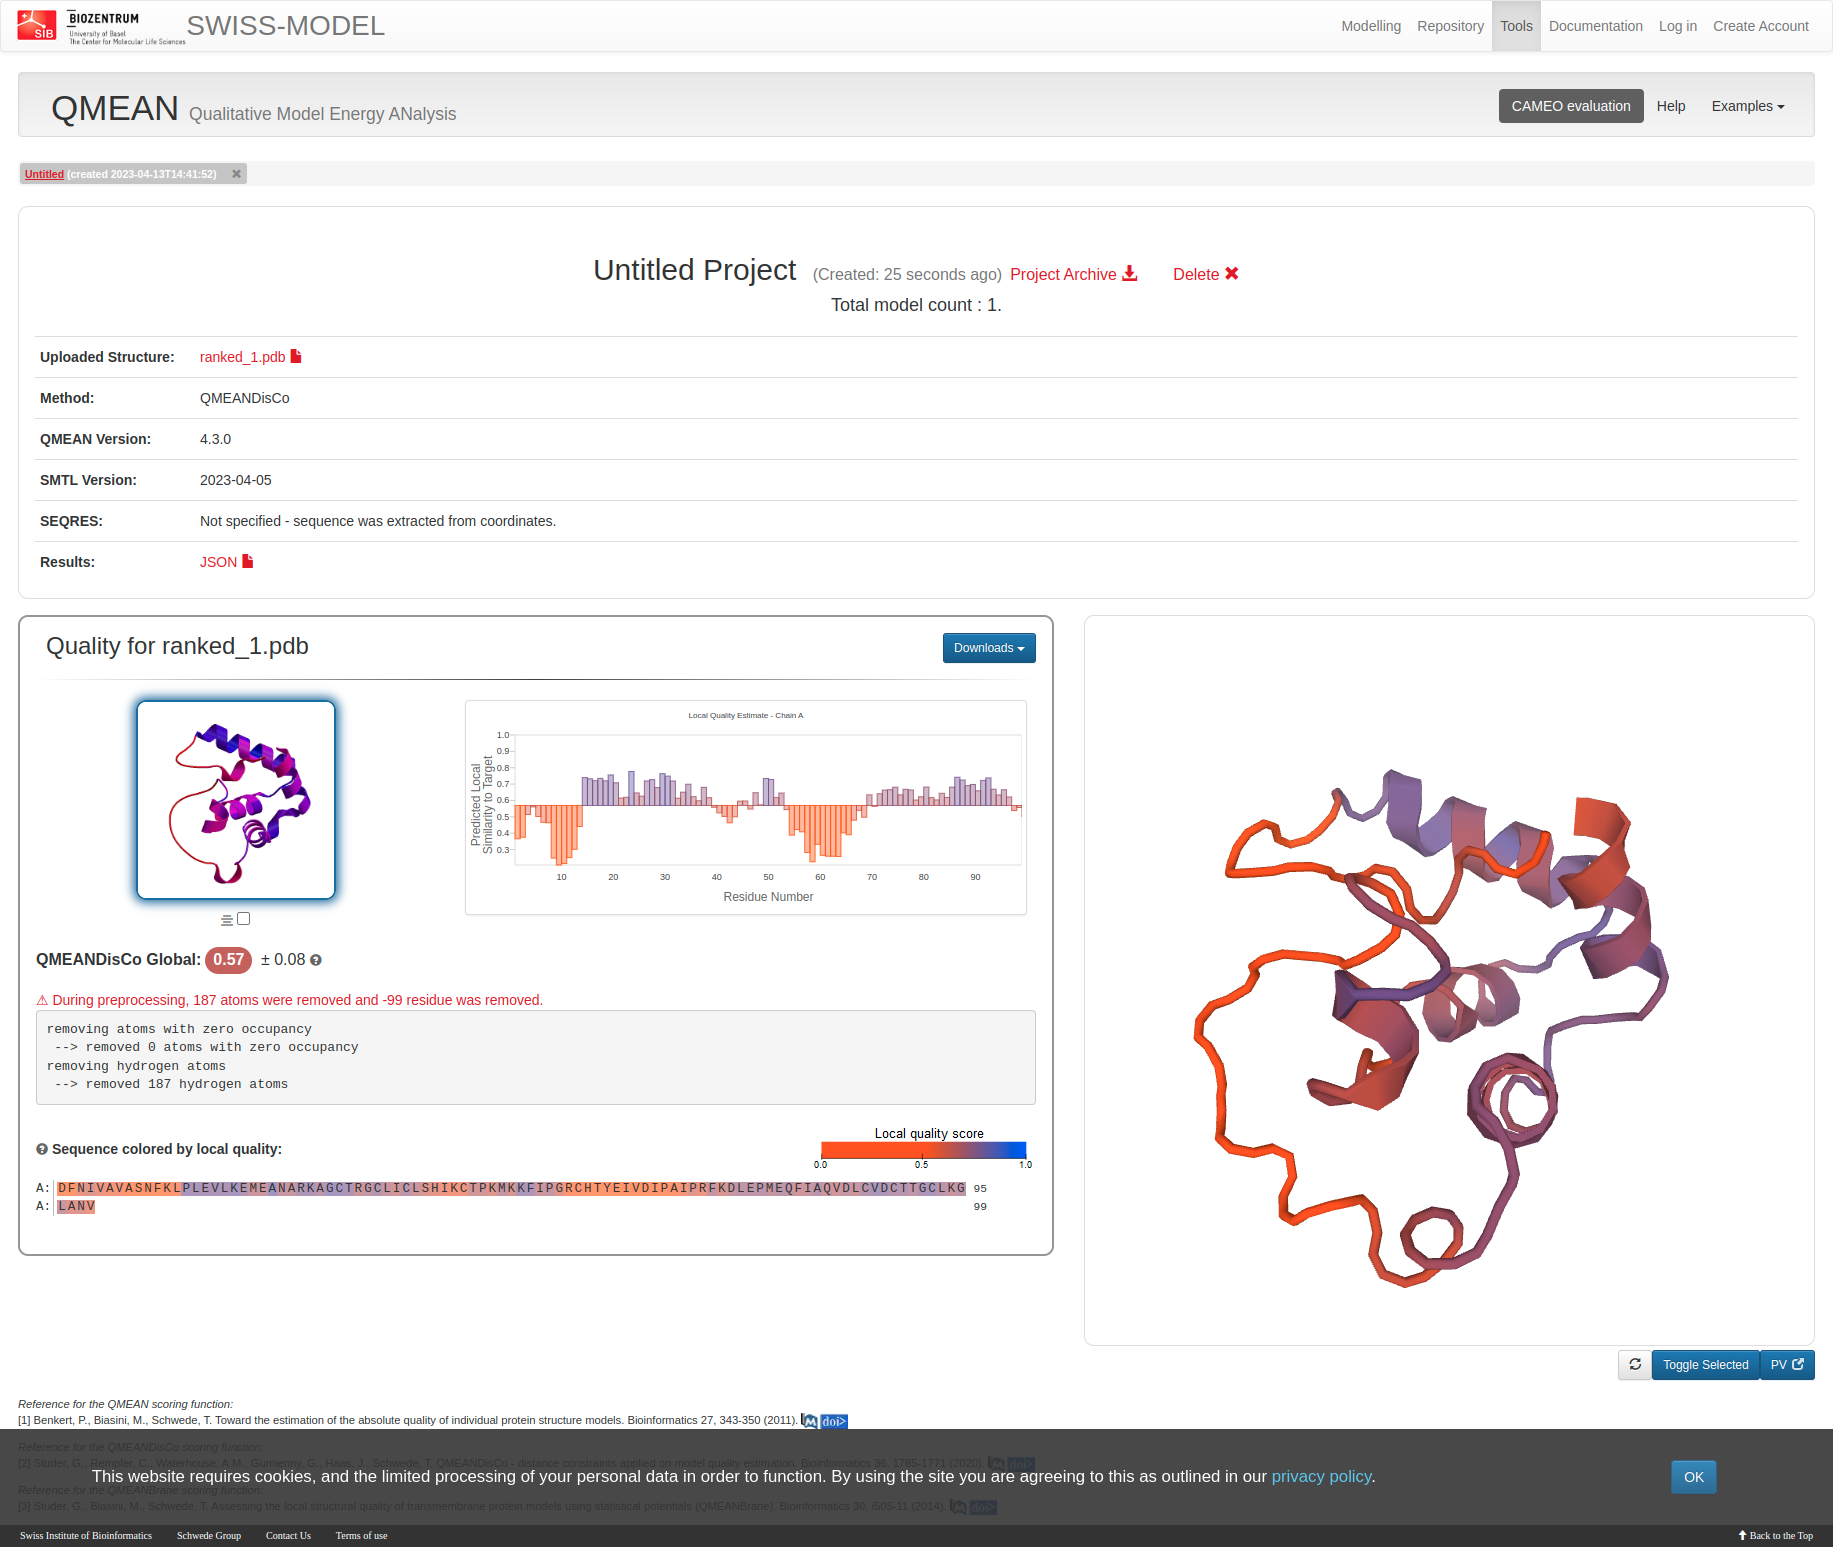 SIB
BIOZENTRUM
University of Basel
The Center for Molecular Life Sciences
SWISS-MODEL
Modelling Repository Tools Documentation Log in Create Account
QMEAN Qualitative Model Energy ANalysis
CAMEO evaluation Help Examples
Untitled (created 2023-04-13T14:41:52) ✖
Untitled Project (Created: 25 seconds ago) Project Archive Delete ✖
Total model count : 1.
Uploaded Structure: ranked_1.pdb
Method: QMEANDisCo
QMEAN Version: 4.3.0
SMTL Version: 2023-04-05
SEQRES: Not specified - sequence was extracted from coordinates.
Results: JSON
Quality for ranked_1.pdb
Downloads
Local Quality Estimate - Chain A
Predicted Local
Similarity to Target
1.0
0.9
0.8
0.7
0.6
0.5
0.4
0.3
10 20 30 40 50 60 70 80 90
Residue Number
QMEANDisCo Global: 0.57 ± 0.08
⚠ During preprocessing, 187 atoms were removed and -99 residue was removed.
removing atoms with zero occupancy
--> removed 0 atoms with zero occupancy
removing hydrogen atoms
--> removed 187 hydrogen atoms
Sequence colored by local quality:
Local quality score
0.0 0.5 1.0
A: DFNIVAVASNFKLPLEVLKEMEANARKAGCTRGCLICLSHIKCTPKMKKFIPGRCHTYEIVDIPAIPRFKDLEPMEQFIAQVDLCVDCTTGCLKG 95
A: LANV 99
Toggle Selected PV
Reference for the QMEAN scoring function:
[1] Benkert, P., Biasini, M., Schwede, T. Toward the estimation of the absolute quality of individual protein structure models. Bioinformatics 27, 343-350 (2011). M doi>
Reference for the QMEANDisCo scoring function:
[2] Studer, G., Rempfer, C., Waterhouse, A.M., Gumienny, G., Haas, J., Schwede, T. QMEANDisCo - distance constraints applied on model quality estimation. Bioinformatics 36, 1765-1771 (2020). M doi>
This website requires cookies, and the limited processing of your personal data in order to function. By using the site you are agreeing to this as outlined in our privacy policy.
OK
Reference for the QMEANBrane scoring function:
[3] Studer, G., Biasini, M., Schwede, T. Assessing the local structural quality of transmembrane protein models using statistical potentials (QMEANBrane). Bioinformatics 30, i505-11 (2014). M doi>
Swiss Institute of Bioinformatics Schwede Group Contact Us Terms of use
Back to the Top